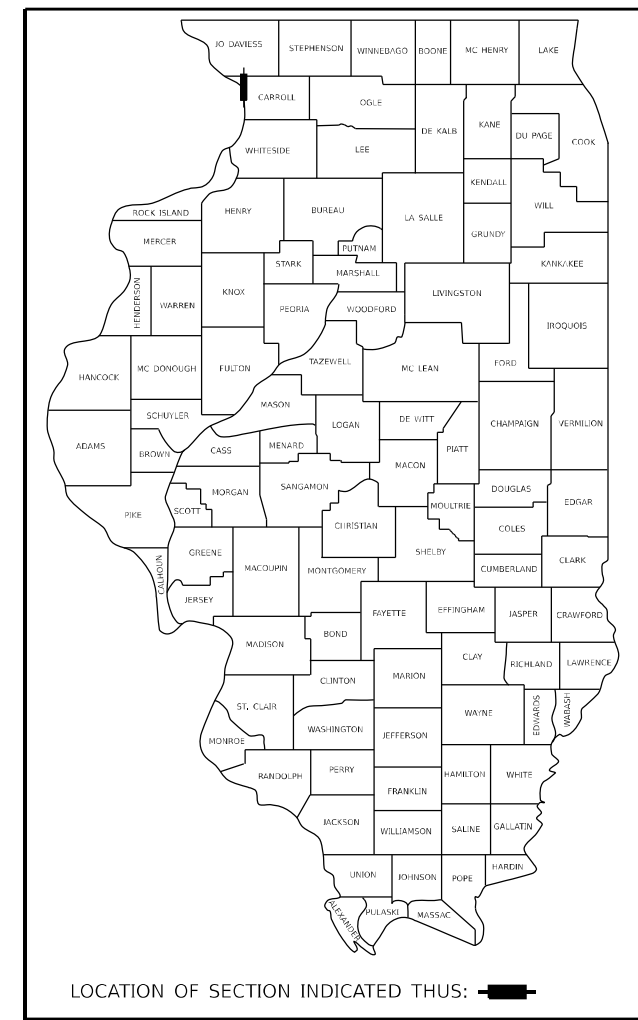 JO DAVIESS
STEPHENSON
WINNEBAGO
BOONE
MC HENRY
LAKE
CARROLL
OGLE
DE KALB
KANE
DU PAGE
COOK
WHITESIDE
LEE
KENDALL
WILL
ROCK ISLAND
HENRY
BUREAU
LA SALLE
GRUNDY
MERCER
PUTNAM
STARK
MARSHALL
KANKAKEE
HENDERSON
WARREN
KNOX
PEORIA
WOODFORD
LIVINGSTON
IROQUOIS
HANCOCK
MC DONOUGH
FULTON
TAZEWELL
MC LEAN
FORD
SCHUYLER
MASON
LOGAN
DE WITT
CHAMPAIGN
VERMILION
ADAMS
BROWN
CASS
MENARD
PIATT
MACON
MORGAN
SANGAMON
DOUGLAS
MOULTRIE
EDGAR
PIKE
SCOTT
CHRISTIAN
COLES
GREENE
MACOUPIN
MONTGOMERY
SHELBY
CUMBERLAND
CLARK
CALHOUN
JERSEY
FAYETTE
EFFINGHAM
JASPER
CRAWFORD
MADISON
BOND
CLAY
RICHLAND
LAWRENCE
CLINTON
MARION
ST. CLAIR
WAYNE
EDWARDS
WABASH
MONROE
WASHINGTON
JEFFERSON
RANDOLPH
PERRY
HAMILTON
WHITE
FRANKLIN
JACKSON
WILLIAMSON
SALINE
GALLATIN
UNION
JOHNSON
POPE
HARDIN
ALEXANDER
PULASKI
MASSAC
LOCATION OF SECTION INDICATED THUS: